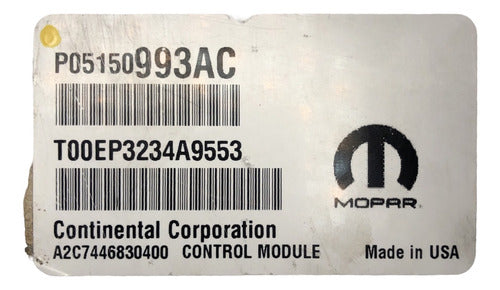 P05150993AC
T00EP3234A9553
MOPAR
Continental Corporation
A2C7446830400 CONTROL MODULE Made in USA